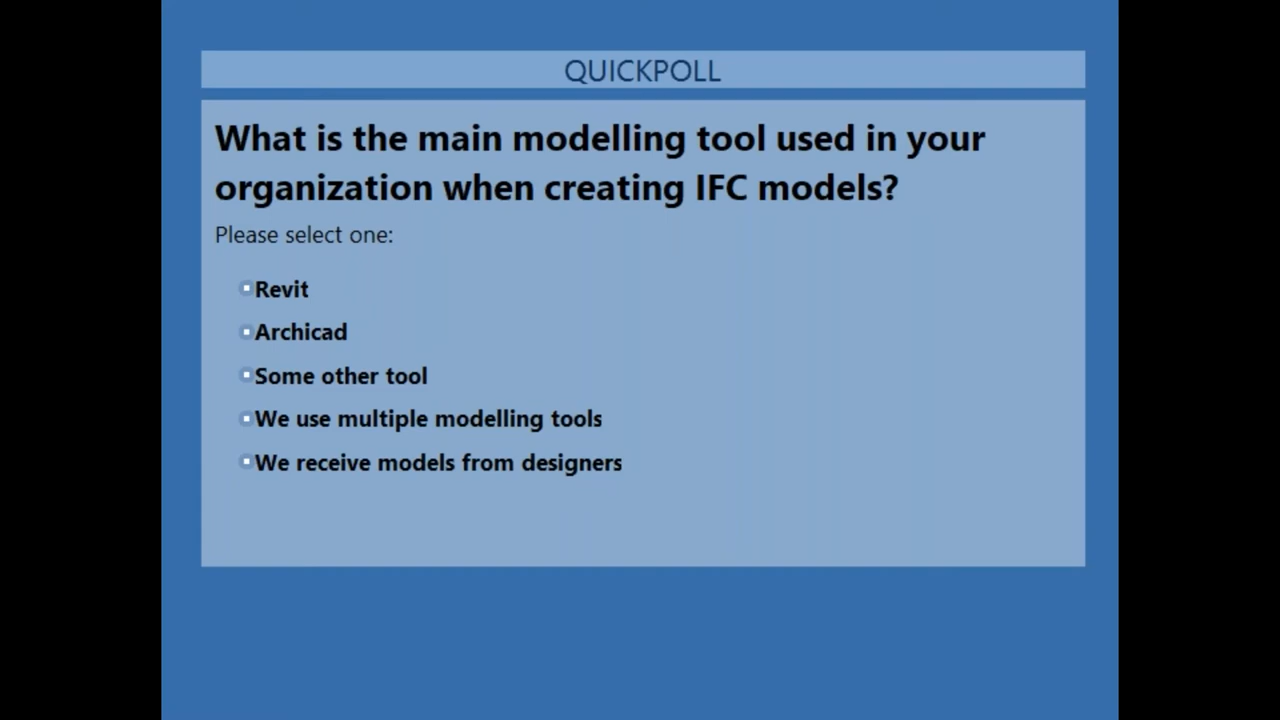 QUICKPOLL
What is the main modelling tool used in your
organization when creating IFC models?
Please select one:
Revit
Archicad
Some other tool
We use multiple modelling tools
We receive models from designers